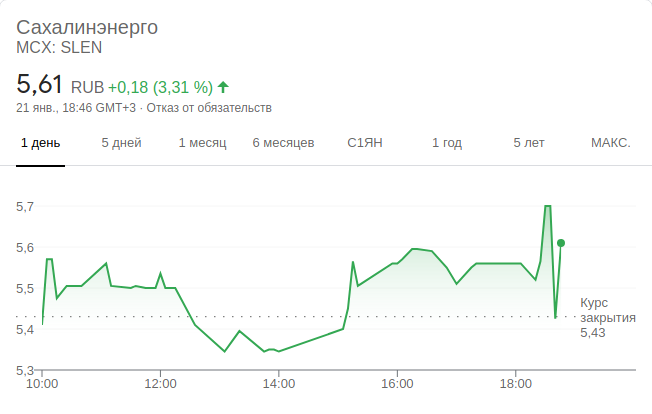 Сахалинэнерго
MCX: SLEN
5,61 RUB +0,18 (3,31 %)
21 янв., 18:46 GMT+3 · Отказ от обязательств
1 день 5 дней 1 месяц 6 месяцев С1ЯН 1 год 5 лет МАКС.
5,7
5,6
5,5
5,4
5,3
Курс
закрытия
5,43
10:00 12:00 14:00 16:00 18:00